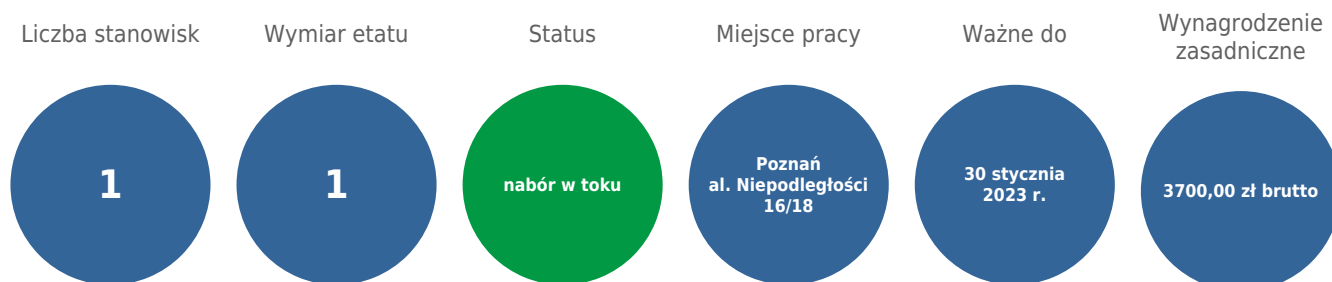 Liczba stanowisk
1
Wymiar etatu
1
Status
nabór w toku
Miejsce pracy
Poznań
al. Niepodległości
16/18
Ważne do
30 stycznia
2023 r.
Wynagrodzenie
zasadnicze
3700,00 zł brutto